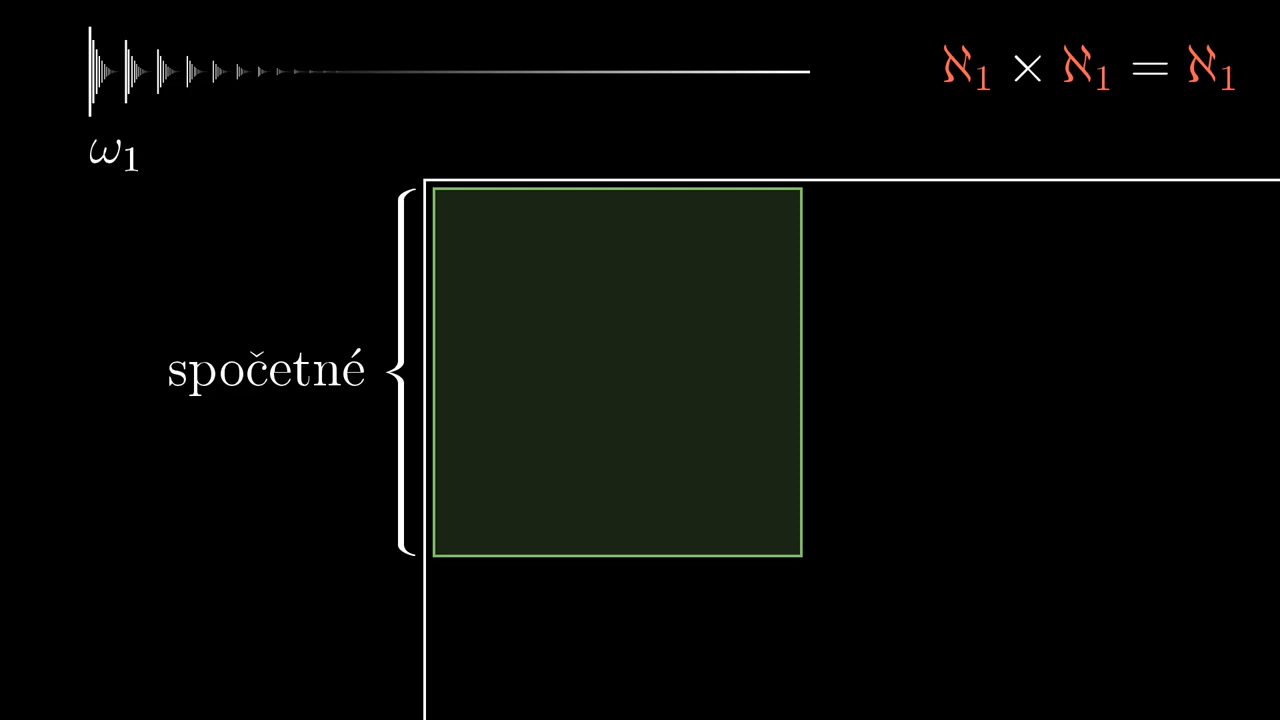 ℵ₁ × ℵ₁ = ℵ₁
ω₁
spočetné